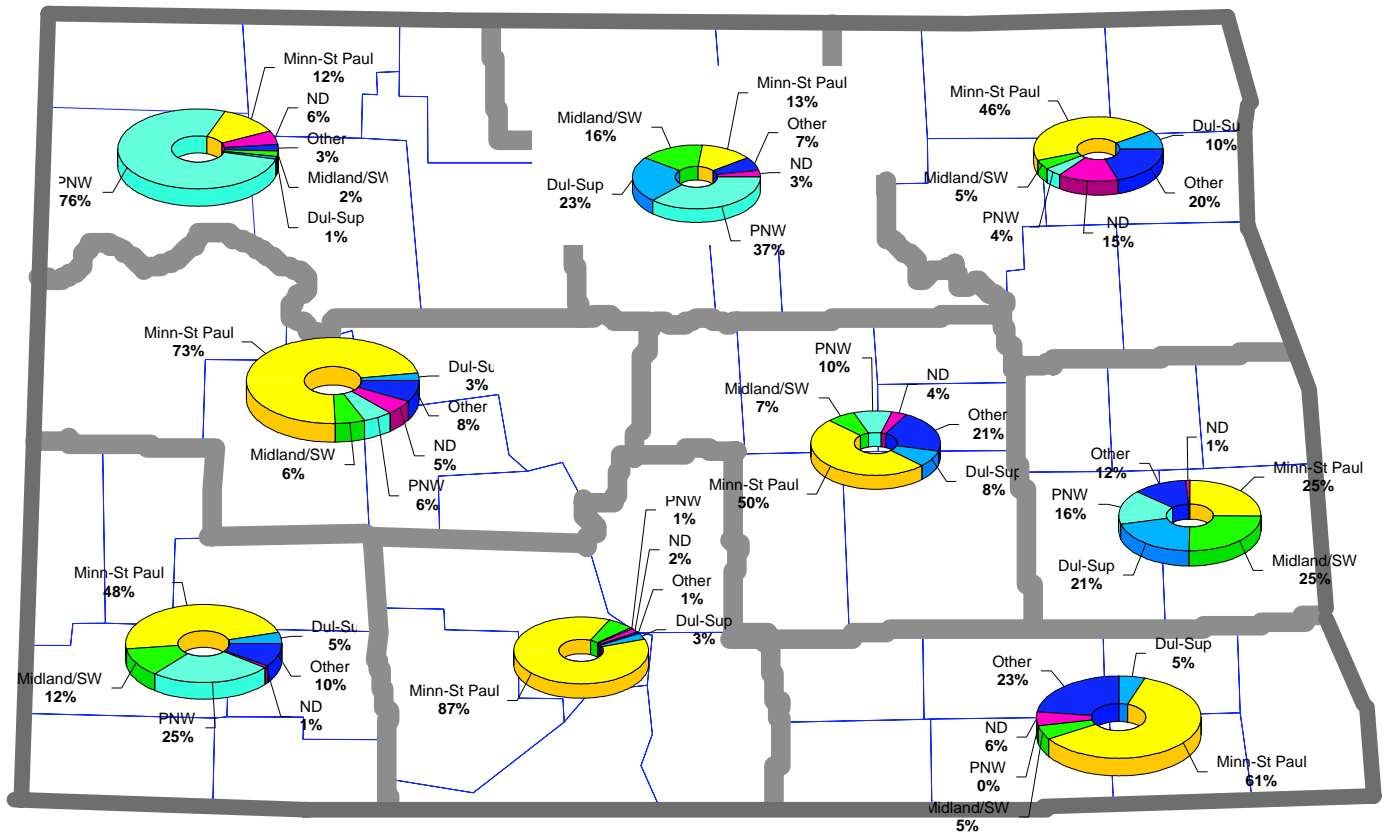 Minn-St Paul
12%
ND
6%
Other
3%
Midland/SW
2%
Dul-Sup
1%
PNW
76%
Midland/SW
16%
Minn-St Paul
13%
Other
7%
ND
3%
PNW
37%
Dul-Sup
23%
Minn-St Paul
46%
Dul-Su
10%
Other
20%
ND
15%
PNW
4%
Midland/SW
5%
Minn-St Paul
73%
Dul-Su
3%
Other
8%
ND
5%
PNW
6%
Midland/SW
6%
PNW
10%
ND
4%
Other
21%
Dul-Sup
8%
Minn-St Paul
50%
Midland/SW
7%
ND
1%
Minn-St Paul
25%
Midland/SW
25%
Dul-Sup
21%
PNW
16%
Other
12%
Minn-St Paul
48%
Dul-Su
5%
Other
10%
ND
1%
PNW
25%
Midland/SW
12%
PNW
1%
ND
2%
Other
1%
Dul-Sup
3%
Minn-St Paul
87%
Dul-Sup
5%
Other
23%
ND
6%
PNW
0%
Midland/SW
5%
Minn-St Paul
61%